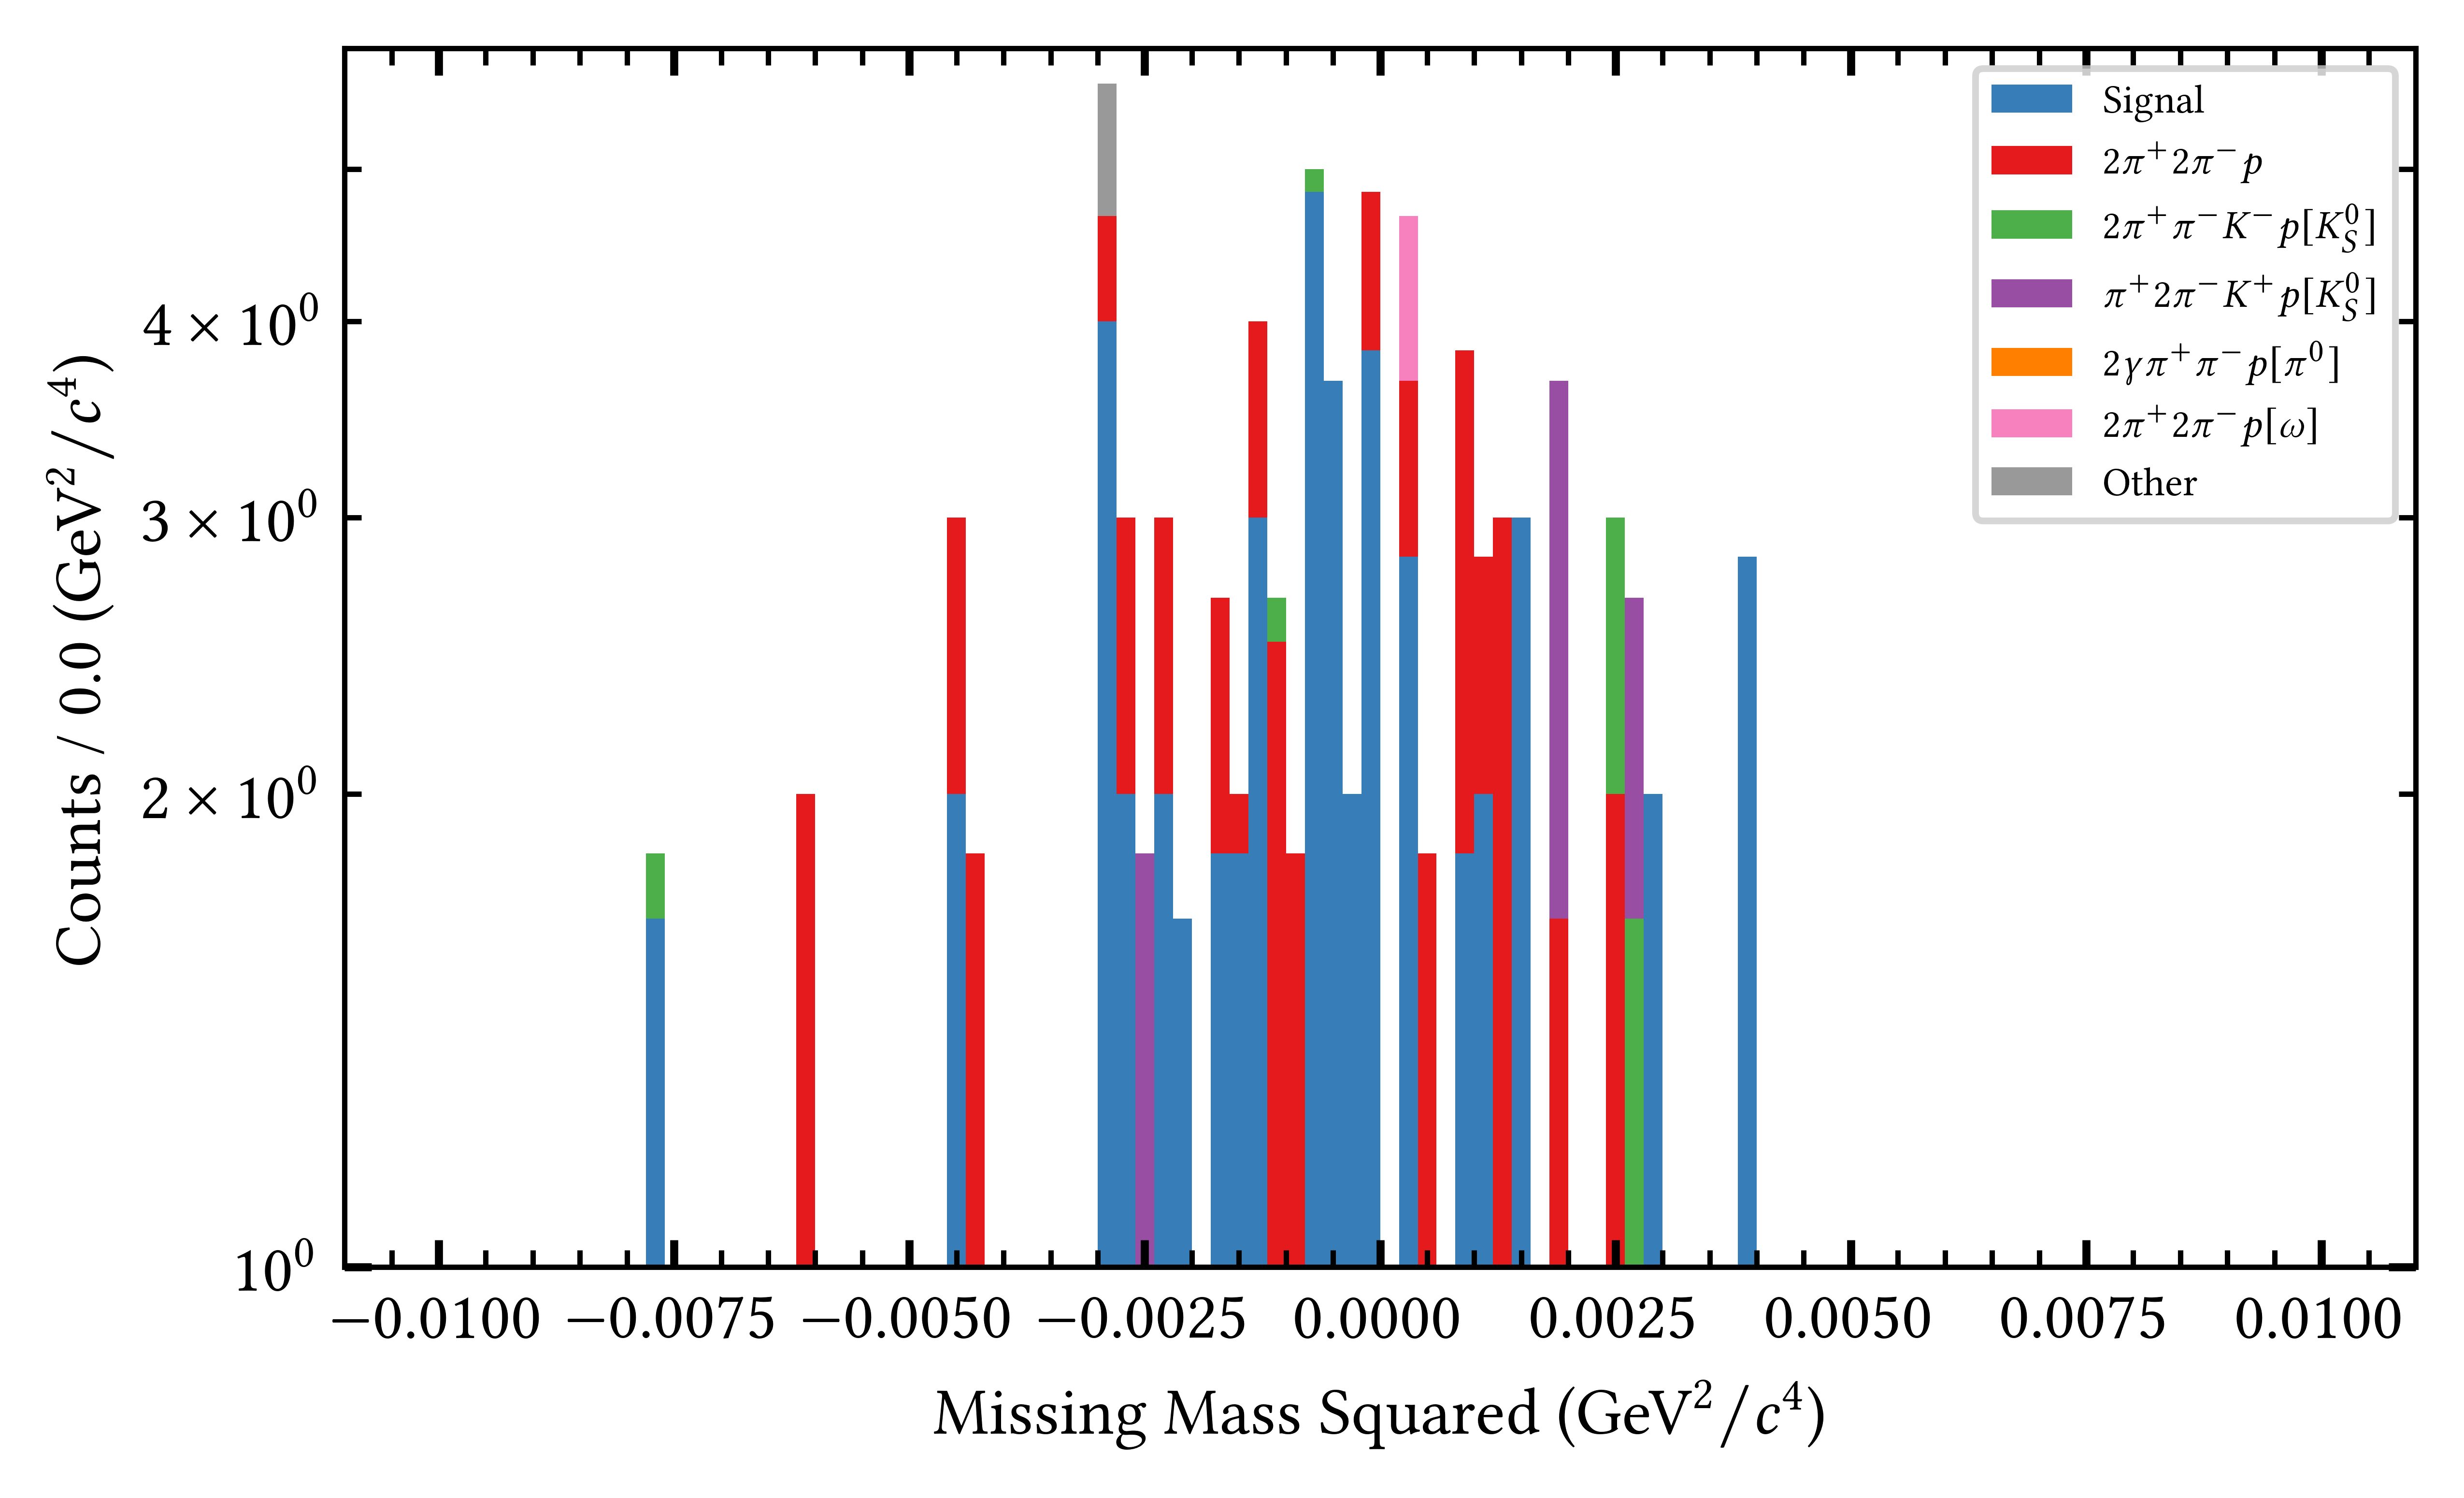 Signal
2π⁺2π⁻p
2π⁺π⁻K⁻p[K⁰_S]
π⁺2π⁻K⁺p[K⁰_S]
2γπ⁺π⁻p[π⁰]
2π⁺2π⁻p[ω]
Other
4 × 10⁰
3 × 10⁰
2 × 10⁰
10⁰
Counts / 0.0 (GeV²/c⁴)
−0.0100 −0.0075 −0.0050 −0.0025 0.0000 0.0025 0.0050 0.0075 0.0100
Missing Mass Squared (GeV²/c⁴)